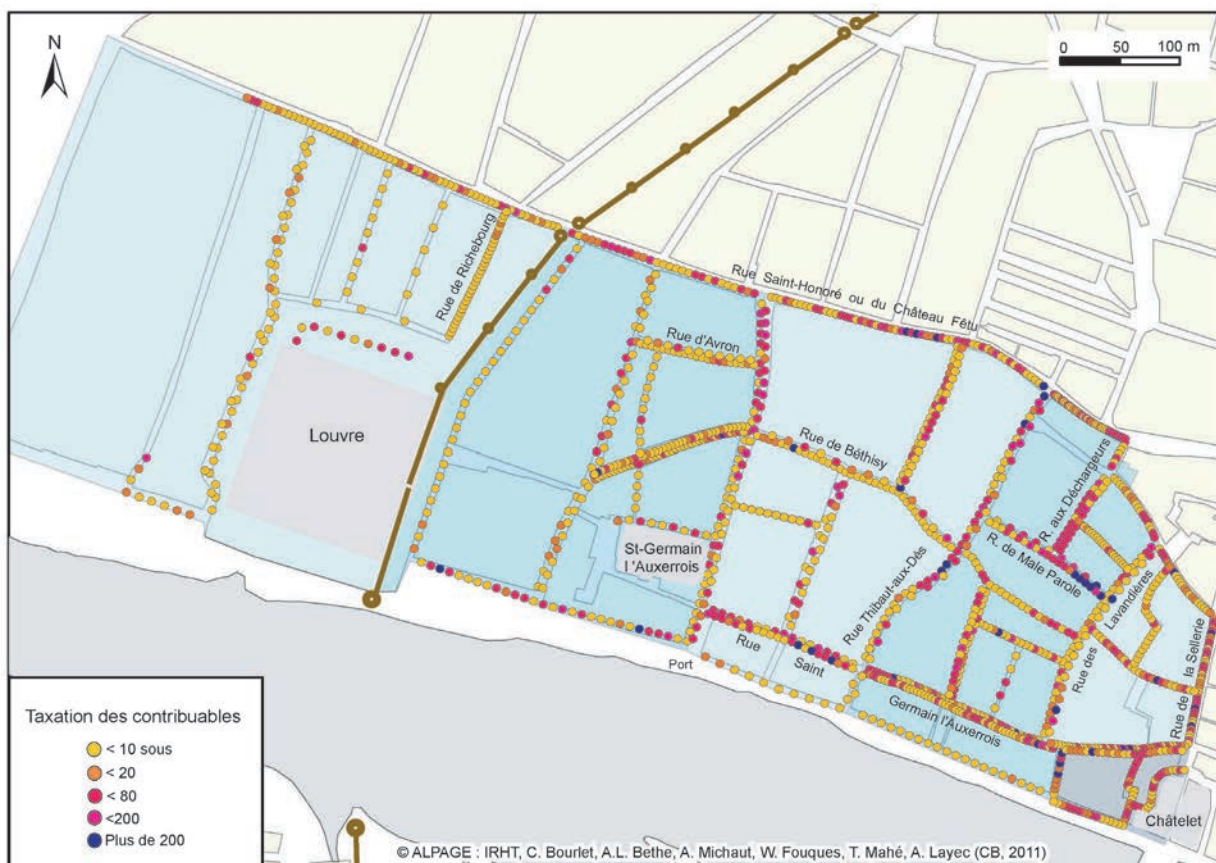 N
0 50 100 m
Rue de Richebourg
Rue Saint-Honoré ou du Château Fêtu
Rue d'Avron
Louvre
Rue de Béthisy
R. aux Déchargeurs
St-Germain
l 'Auxerrois
R. de Male Parole
Rue Thibaut-aux-Dés
Rue des Lavandières
Rue de la Sellerie
Port
Rue Saint Germain l'Auxerrois
Châtelet
Taxation des contribuables
< 10 sous
< 20
< 80
<200
Plus de 200
© ALPAGE : IRHT, C. Bourlet, A.L. Bethe, A. Michaut, W. Fouques, T. Mahé, A. Layec (CB, 2011)